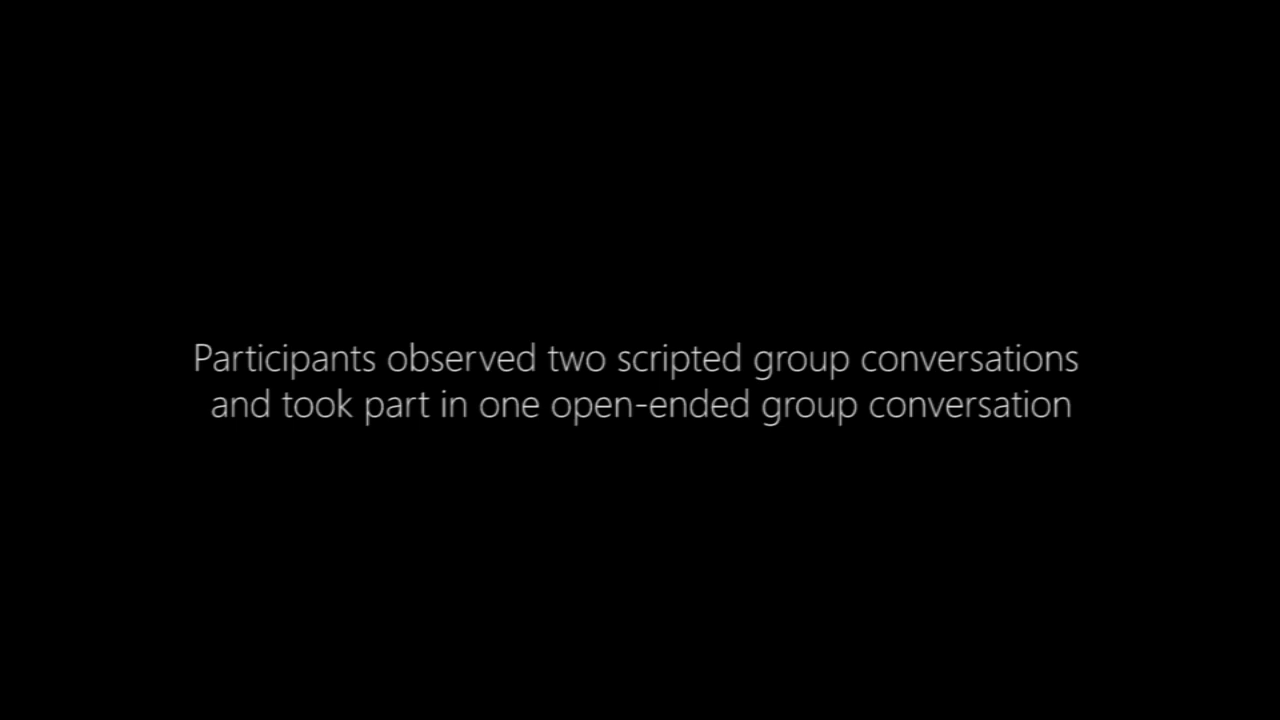 Participants observed two scripted group conversations
and took part in one open-ended group conversation